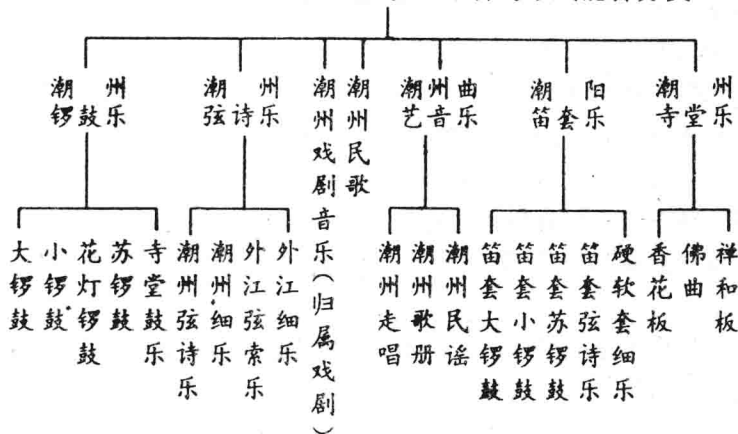 潮州
锣鼓乐
潮州
弦诗乐
潮州戏剧音乐(归属戏剧)
潮州民歌
潮州曲
艺音乐
潮阳
笛套乐
潮州
寺堂乐
大锣鼓
小锣鼓
花灯锣鼓
苏锣鼓
寺堂鼓乐
潮州弦诗乐
潮州细乐
外江弦索乐
外江细乐
潮州走唱
潮州歌册
潮州民谣
笛套大锣鼓
笛套小锣鼓
笛套苏锣鼓
笛套弦诗乐
硬软套细乐
香花板
佛曲
禅和板